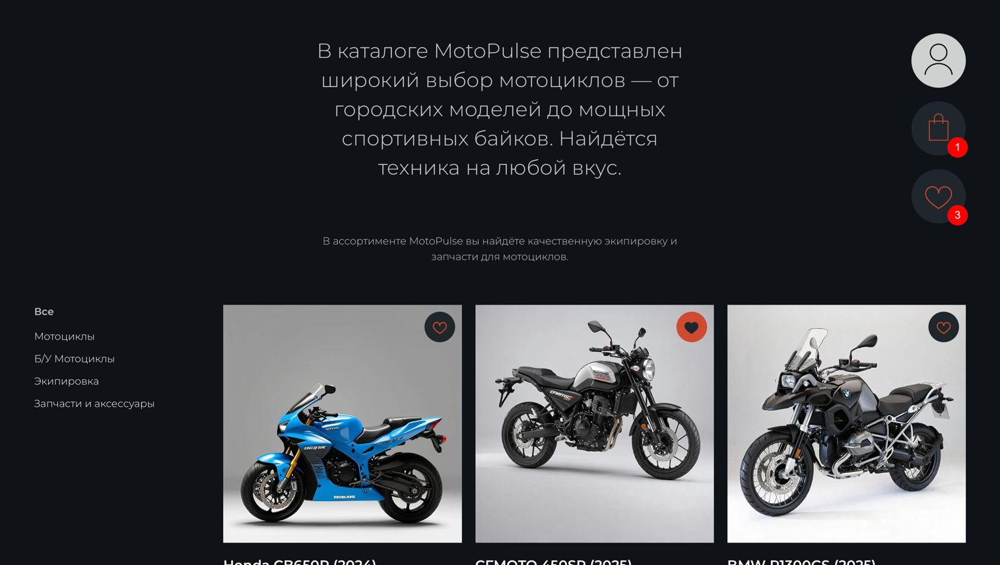 В каталоге MotoPulse представлен
широкий выбор мотоциклов — от
городских моделей до мощных
спортивных байков. Найдётся
техника на любой вкус.
1
3
В ассортименте MotoPulse вы найдёте качественную экипировку и
запчасти для мотоциклов.
Все
Мотоциклы
Б/У Мотоциклы
Экипировка
Запчасти и аксессуары
HORAVI
Honda CB650R (2024)
CFMOTO 450SR (2025)
BMW R1300GS (2025)